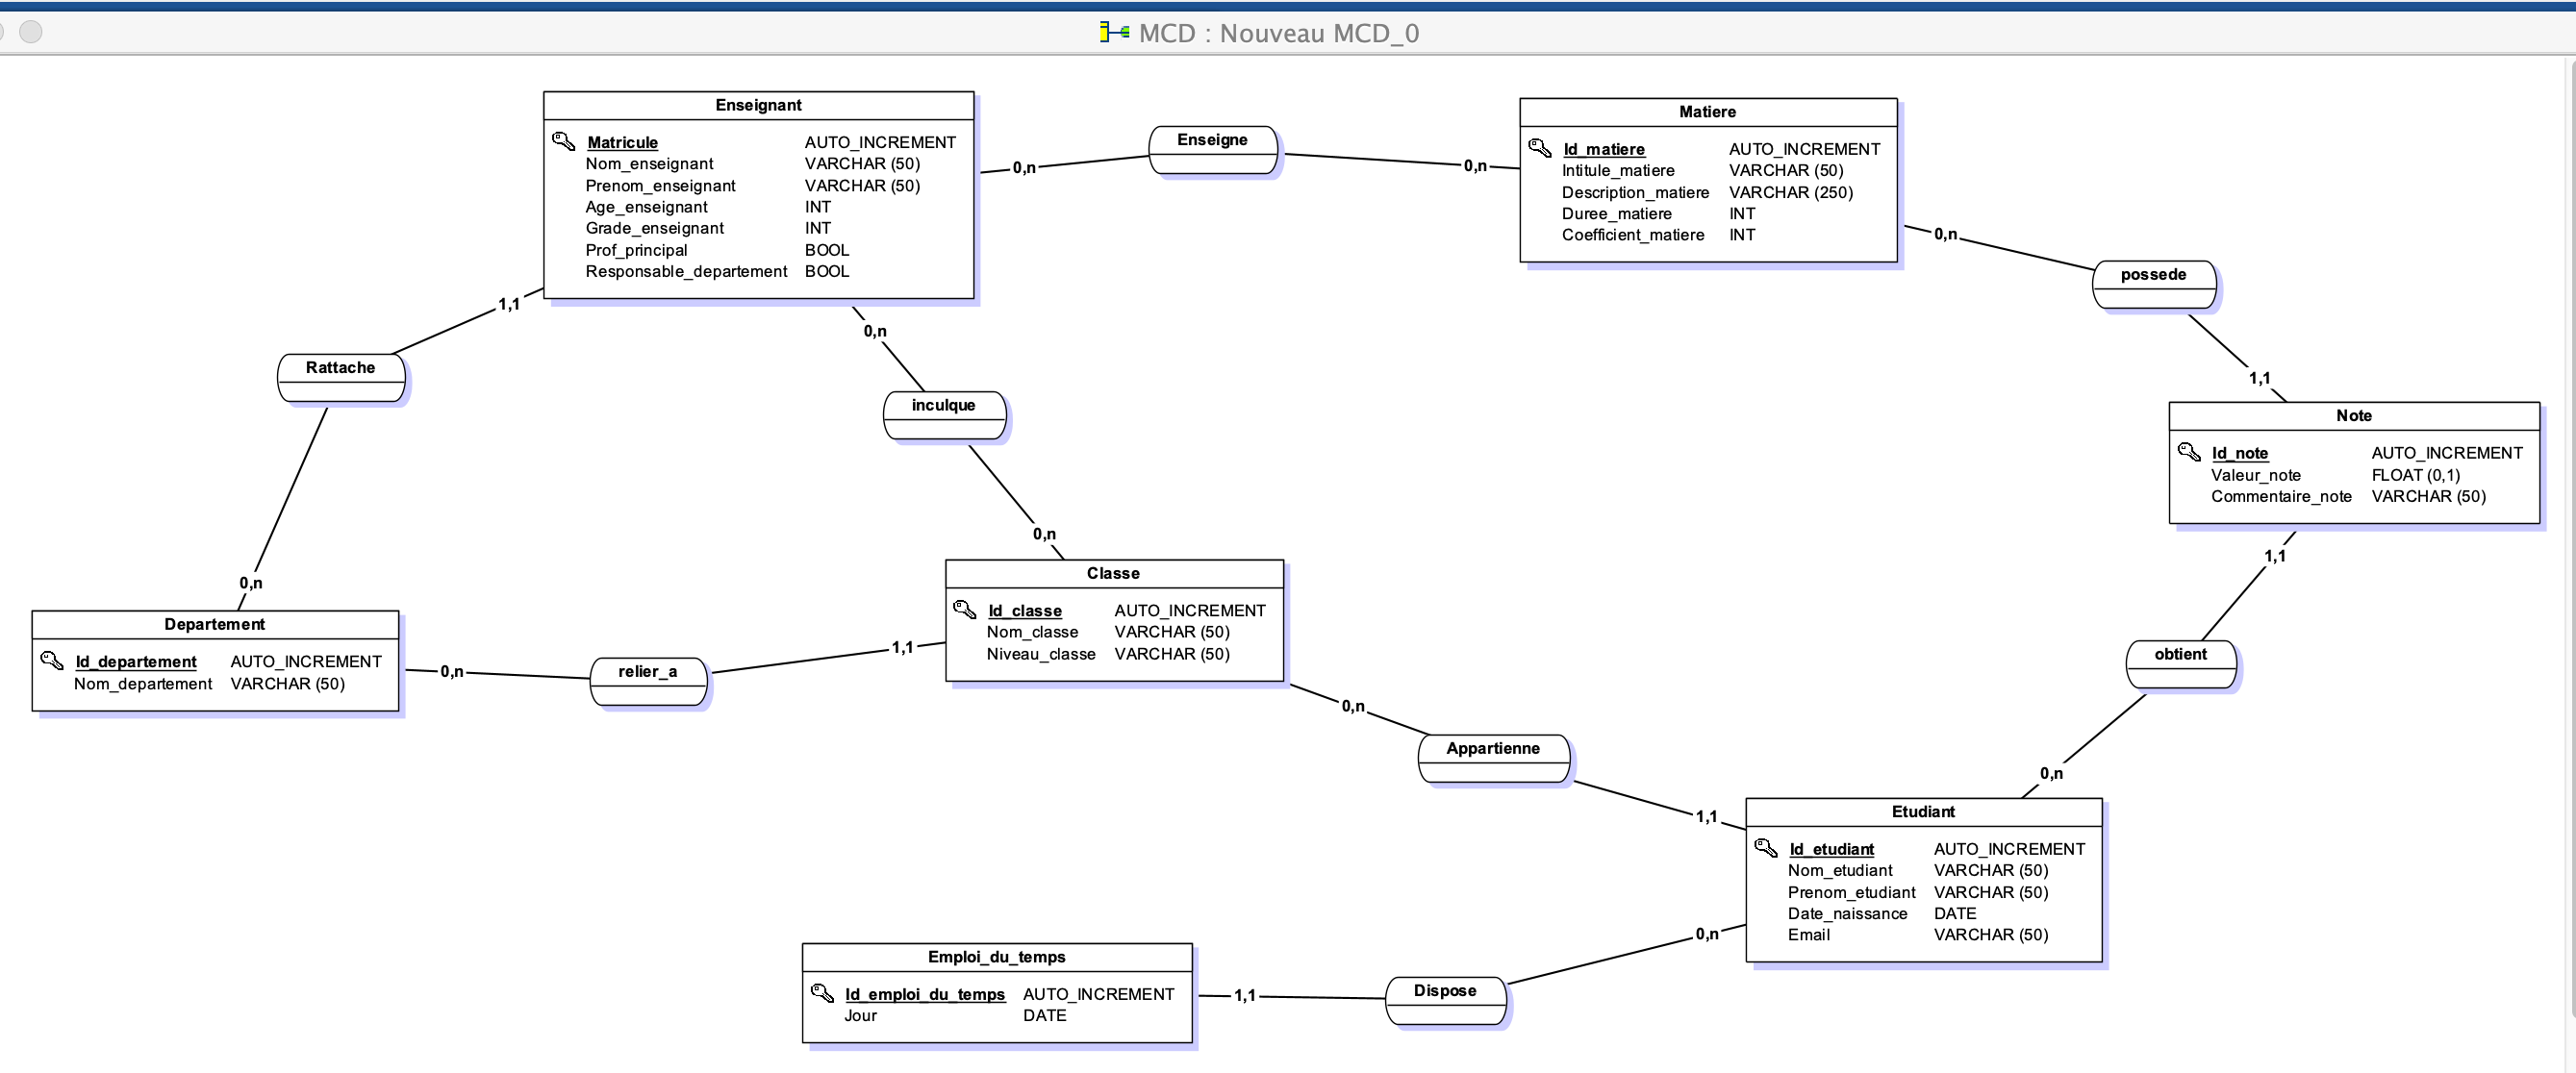 MCD : Nouveau MCD_0
Enseignant
Matricule AUTO_INCREMENT
Nom_enseignant VARCHAR (50)
Prenom_enseignant VARCHAR (50)
Age_enseignant INT
Grade_enseignant INT
Prof_principal BOOL
Responsable_departement BOOL
0,n
Enseigne
0,n
Matiere
Id_matiere AUTO_INCREMENT
Intitule_matiere VARCHAR (50)
Description_matiere VARCHAR (250)
Duree_matiere INT
Coefficient_matiere INT
0,n
possede
1,1
1,1
Rattache
0,n
0,n
inculque
0,n
Note
Id_note AUTO_INCREMENT
Valeur_note FLOAT (0,1)
Commentaire_note VARCHAR (50)
1,1
obtient
0,n
Departement
Id_departement AUTO_INCREMENT
Nom_departement VARCHAR (50)
0,n
relier_a
1,1
Classe
Id_classe AUTO_INCREMENT
Nom_classe VARCHAR (50)
Niveau_classe VARCHAR (50)
0,n
Appartienne
1,1
Etudiant
Id_etudiant AUTO_INCREMENT
Nom_etudiant VARCHAR (50)
Prenom_etudiant VARCHAR (50)
Date_naissance DATE
Email VARCHAR (50)
0,n
Dispose
1,1
Emploi_du_temps
Id_emploi_du_temps AUTO_INCREMENT
Jour DATE